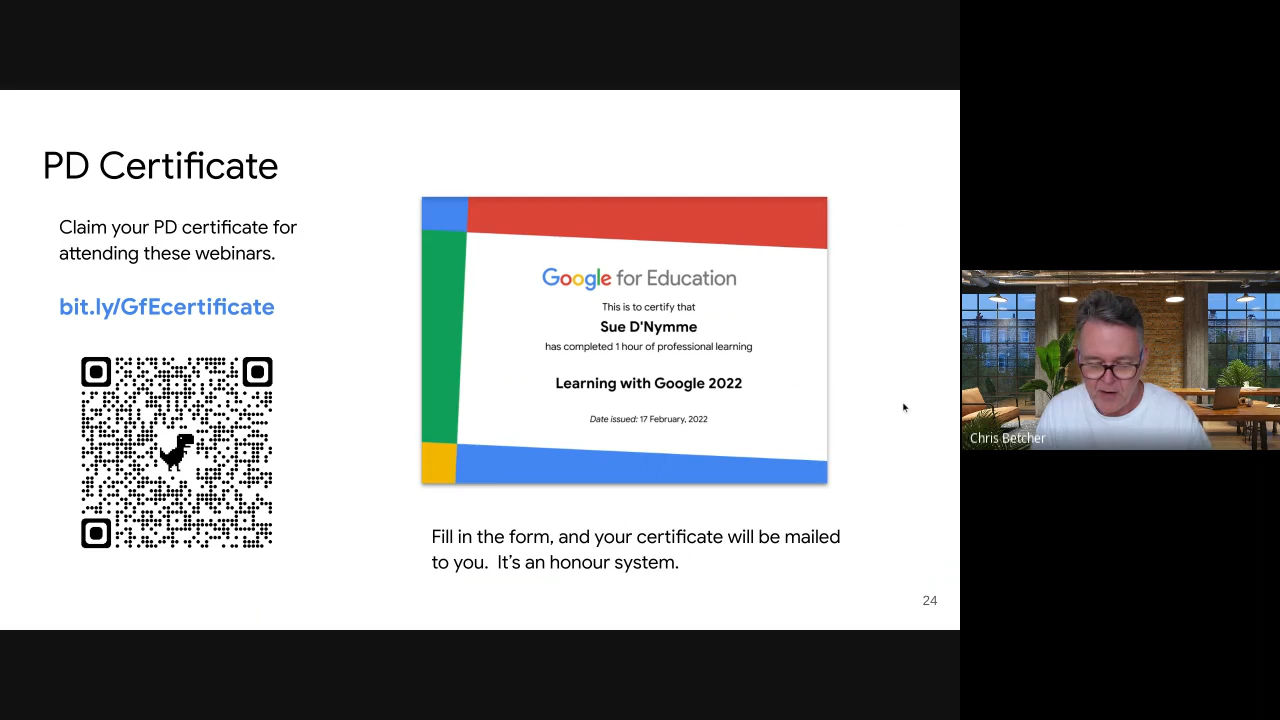 PD Certificate
Claim your PD certificate for
attending these webinars.
bit.ly/GfEcertificate
Google for Education
This is to certify that
Sue D'Nymme
has completed 1 hour of professional learning
Learning with Google 2022
Date issued: 17 February, 2022
Fill in the form, and your certificate will be mailed
to you.  It’s an honour system.
24
Chris Betcher